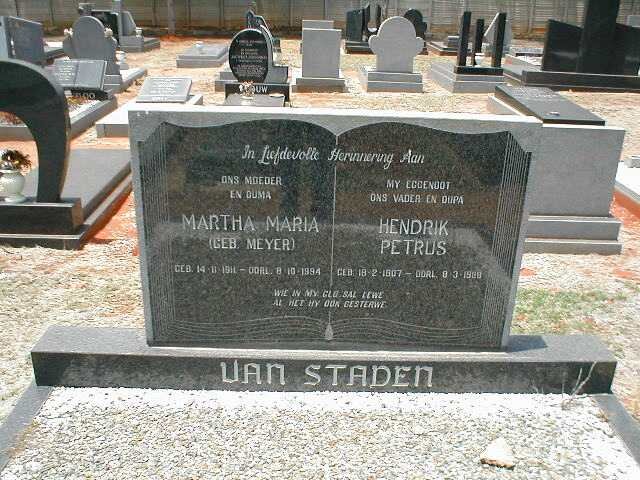 In Liefdevolle Herinnering Aan
ONS MOEDER
EN OUMA
MARTHA MARIA
(GEB. MEYER)
GEB. 14·11·1911 – OORL. 8·10·1994
MY EGGENOOT
ONS VADER EN OUPA
HENDRIK
PETRUS
GEB. 18·2·1907 – OORL. 8·3·1988
WIE IN MY GLO SAL LEWE
AL HET HY OOK GESTERWE.
VAN STADEN